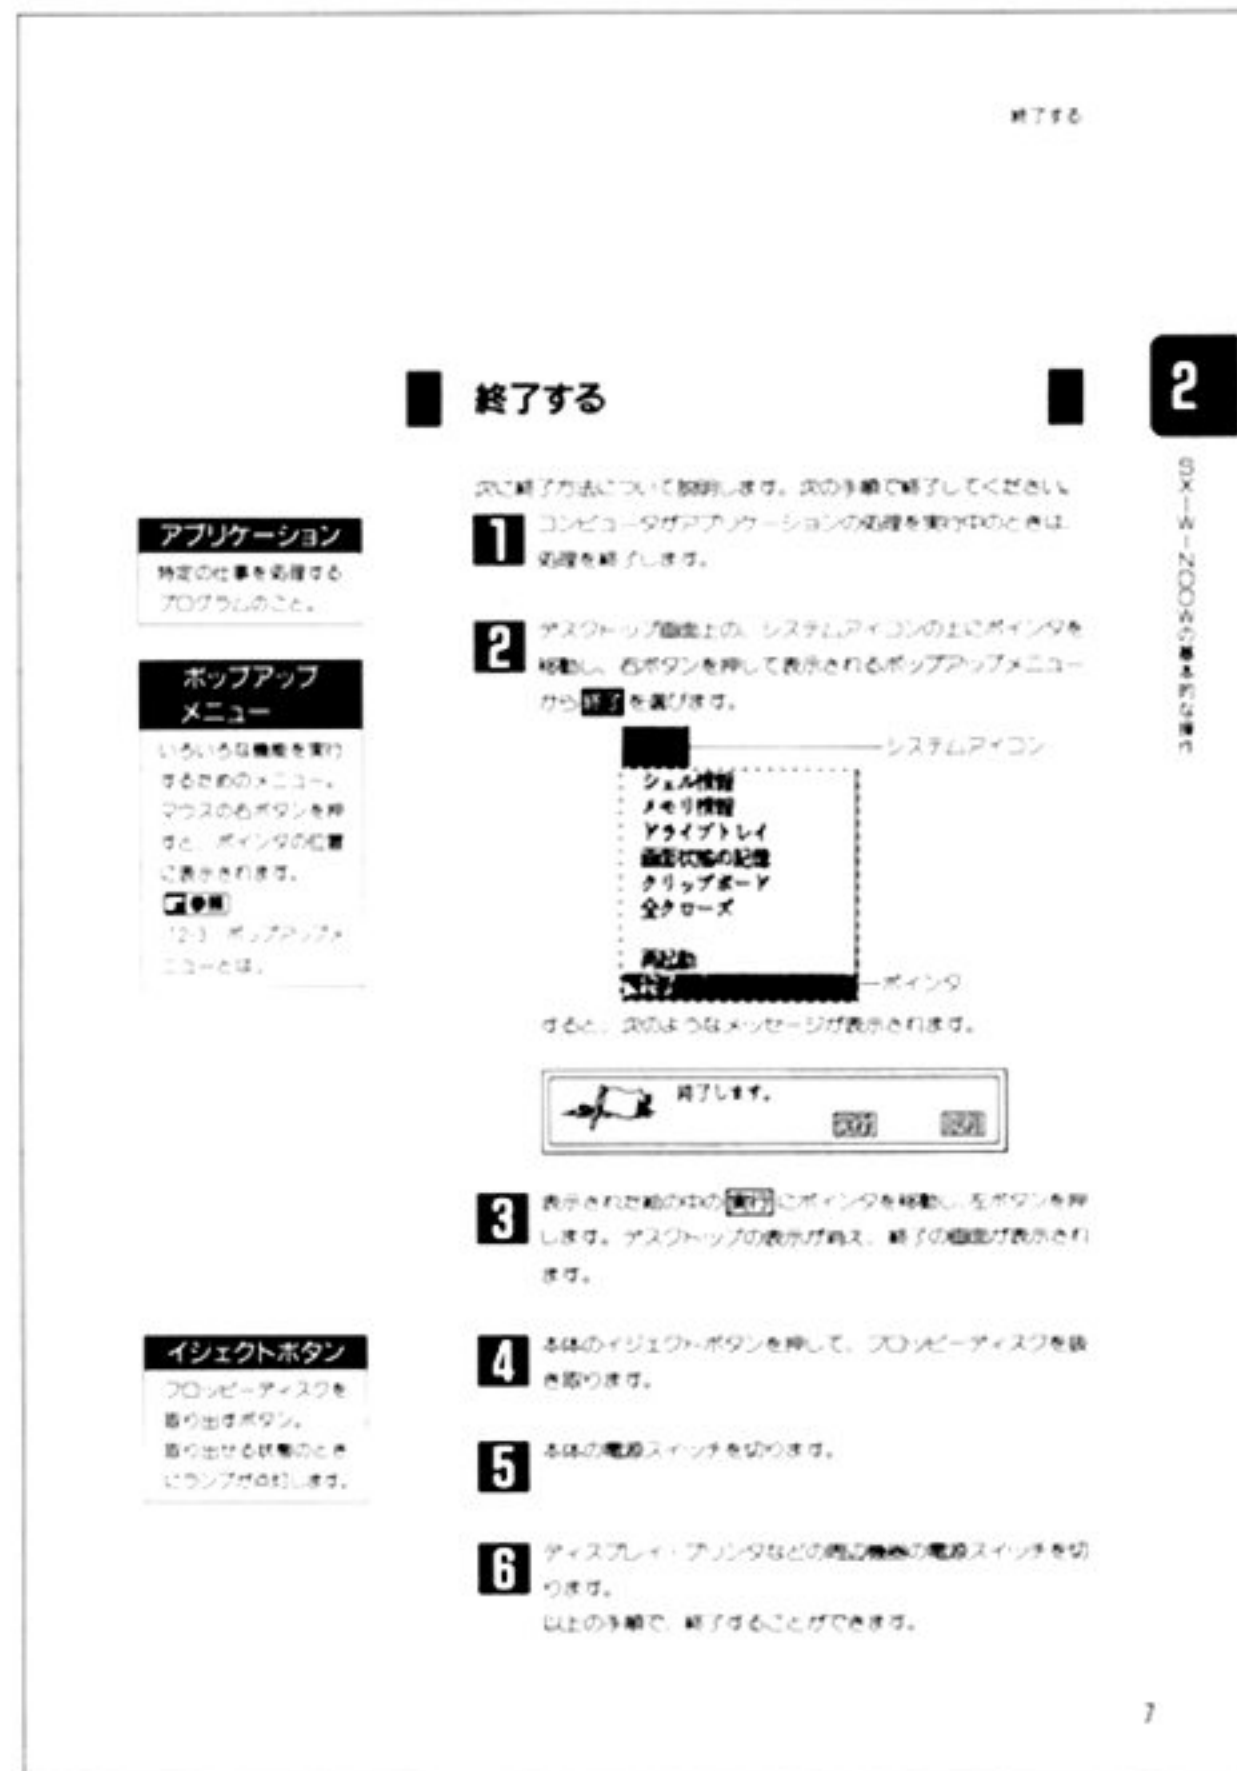 終了する
2
SX-WINDOWの基本的な操作
終了する
次に終了方法について説明します。次の手順で終了してください。
1
コンピュータがアプリケーションの処理を実行中のときは、
処理を終了します。
2
デスクトップ画面上の、システムアイコンの上にポインタを
移動し、右ボタンを押して表示されるポップアップメニュー
から終了を選びます。
システムアイコン
シェル情報
メモリ情報
ドライブトレイ
画面状態の記憶
クリップボード
全クローズ
再起動
終了
ポインタ
すると、次のようなメッセージが表示されます。
終了します。
実行
3
表示された絵の中の実行にポインタを移動し、左ボタンを押
します。デスクトップの表示が消え、終了の画面が表示され
ます。
4
本体のイジェクトボタンを押して、フロッピーディスクを抜
き取ります。
5
本体の電源スイッチを切ります。
6
ディスプレイ・プリンタなどの周辺機器の電源スイッチを切
ります。
以上の手順で、終了することができます。
アプリケーション
特定の仕事を処理する
プログラムのこと。
ポップアップ
メニュー
いろいろな機能を実行
するためのメニュー。
マウスの右ボタンを押
すと、ポインタの位置
に表示されます。
参照
ポップアップメ
ニューとは」
イジェクトボタン
フロッピーディスクを
取り出すボタン。
取り出せる状態のとき
にランプが点灯します。
7